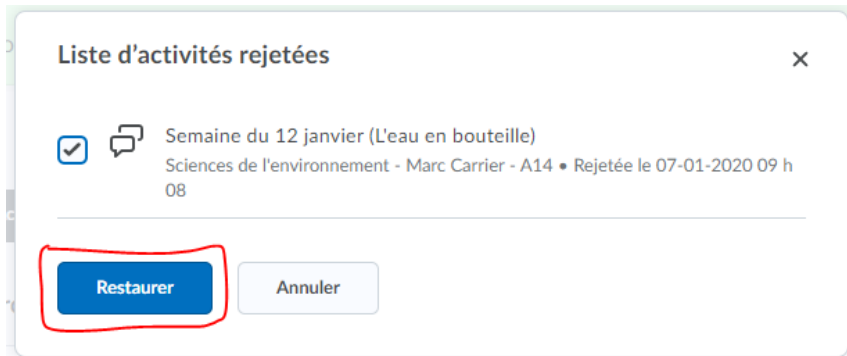 Liste d’activités rejetées
Semaine du 12 janvier (L'eau en bouteille)
Sciences de l'environnement - Marc Carrier - A14 • Rejetée le 07-01-2020 09 h
08
Restaurer
Annuler